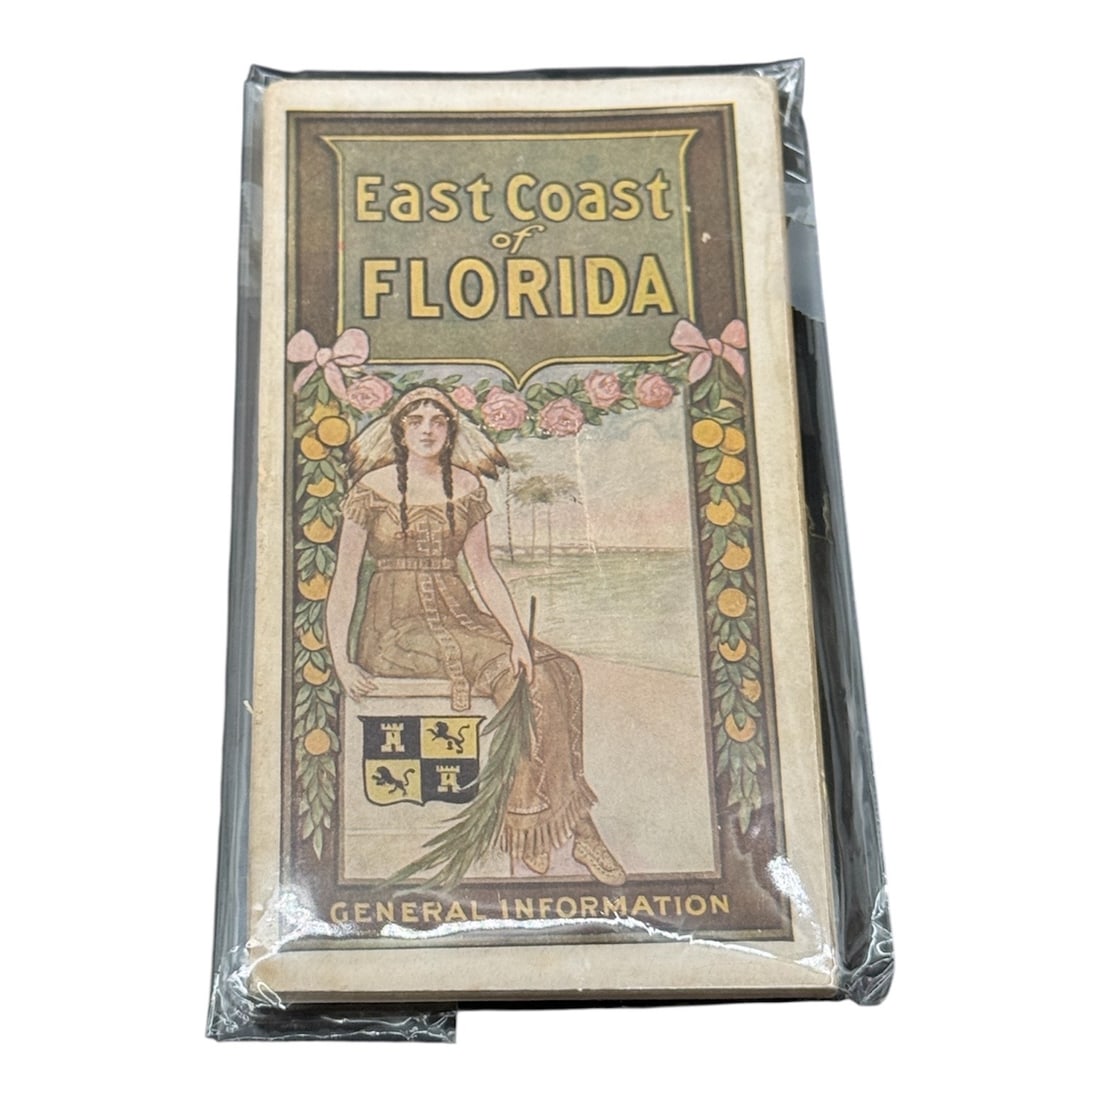 East Coast
of
FLORIDA
GENERAL INFORMATION